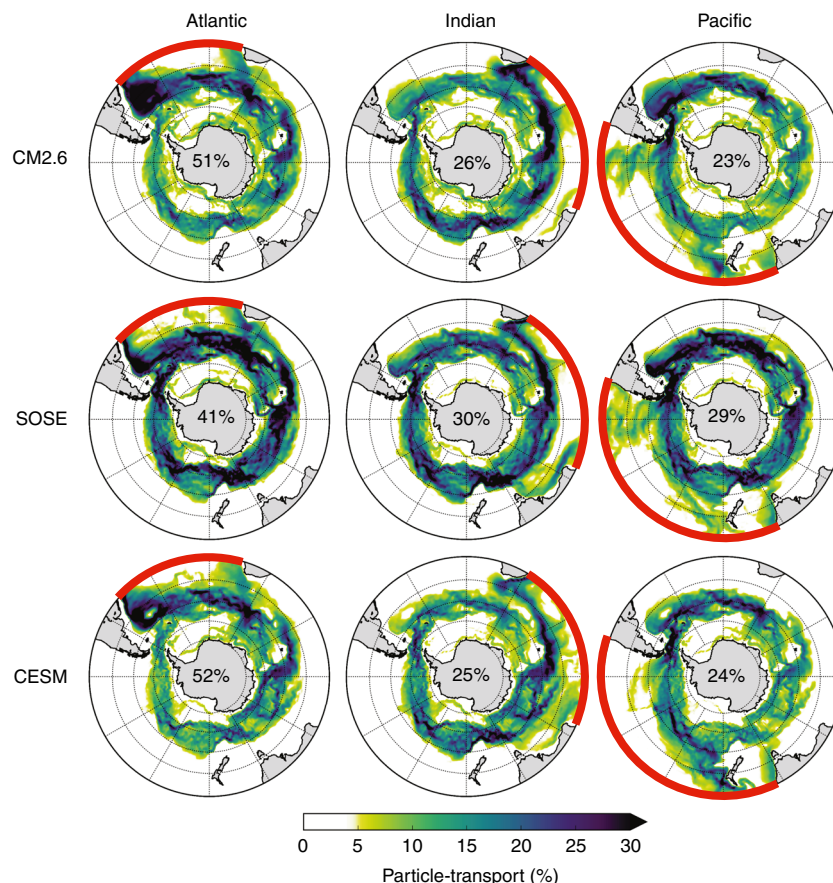 Atlantic Indian Pacific
CM2.6 51% 26% 23%
SOSE 41% 30% 29%
CESM 52% 25% 24%
0 5 10 15 20 25 30
Particle-transport (%)